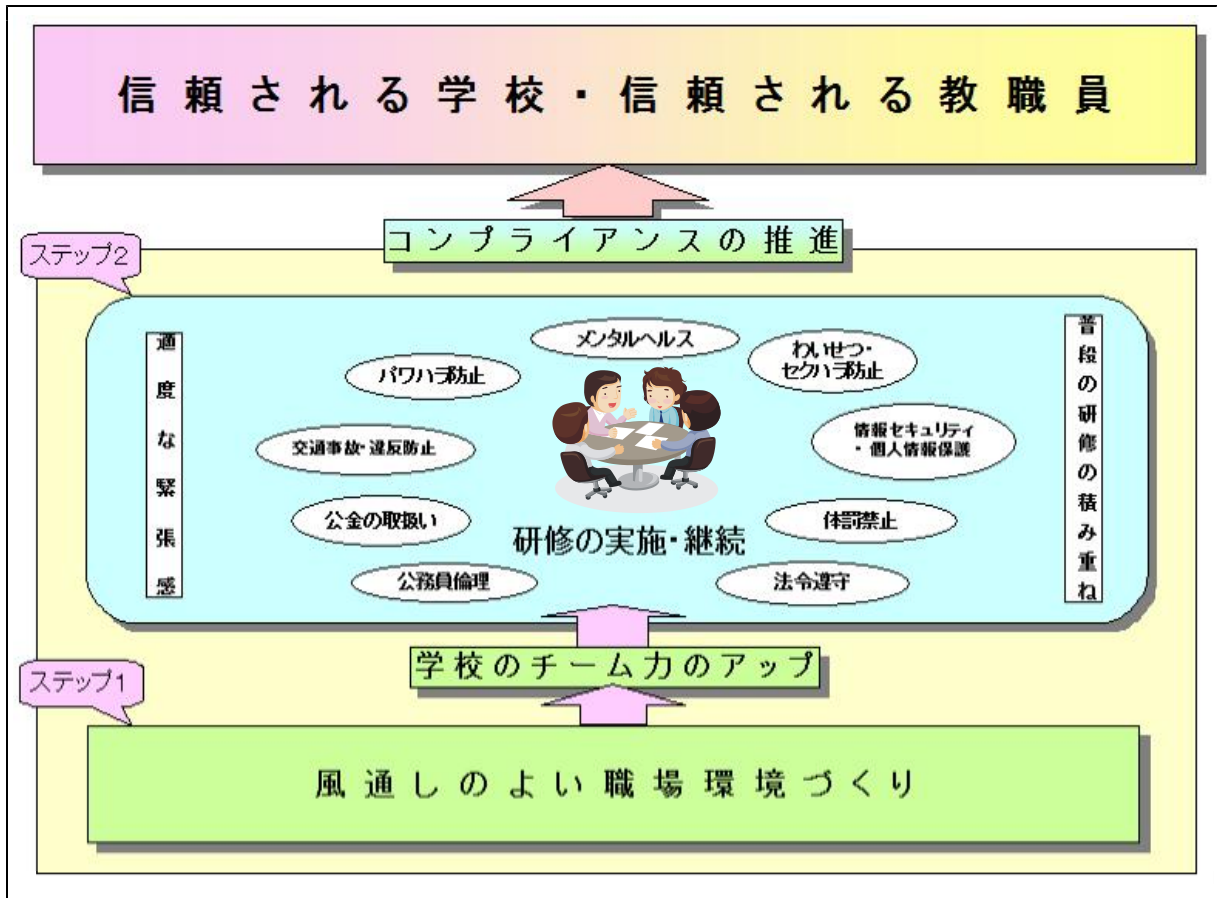 信頼される学校・信頼される教職員
コンプライアンスの推進
ステップ2
適度な緊張感
普段の研修の積み重ね
メンタルヘルス
パワハラ防止
わいせつ・
セクハラ防止
交通事故・違反防止
情報セキュリティ
・個人情報保護
公金の取扱い
体罰禁止
研修の実施・継続
公務員倫理
法令遵守
学校のチーム力のアップ
ステップ1
風通しのよい職場環境づくり